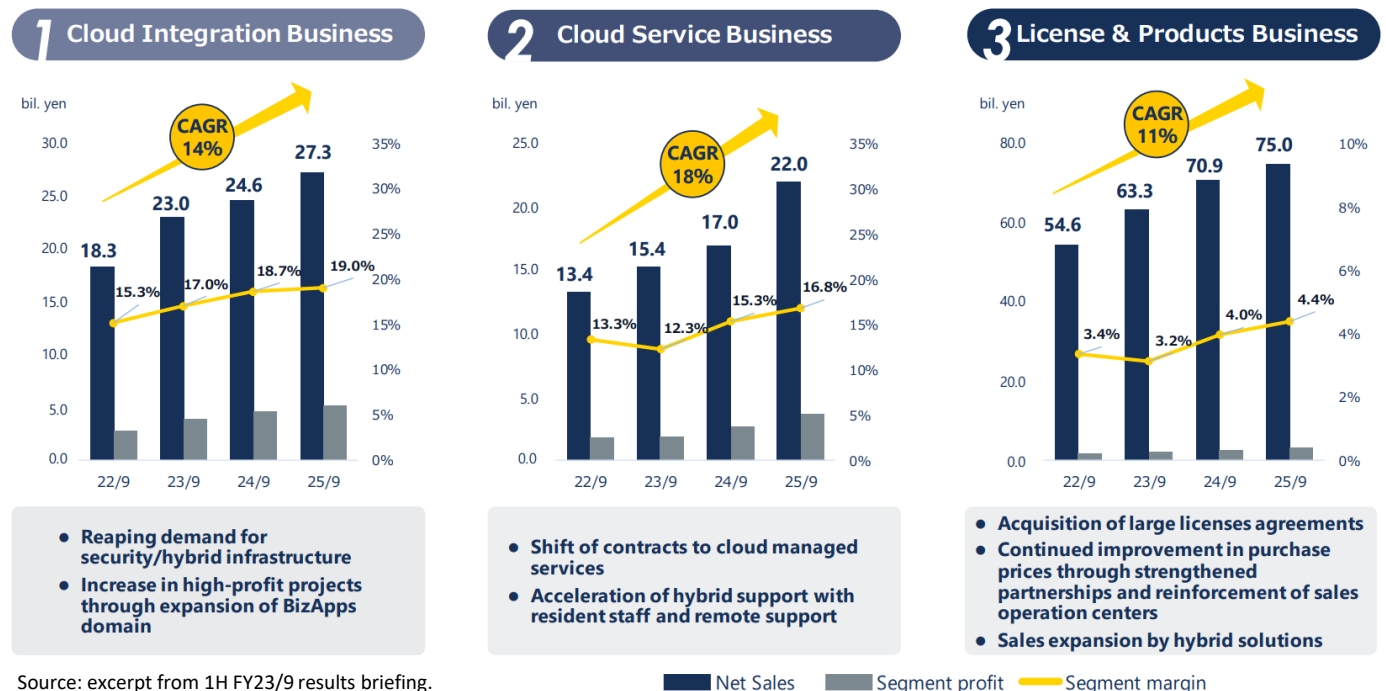 1 Cloud Integration Business
bil. yen
30.0
25.0
20.0
15.0
10.0
5.0
0.0
35%
30%
25%
20%
15%
10%
5%
0%
CAGR
14%
18.3
23.0
24.6
27.3
15.3%
17.0%
18.7%
19.0%
22/9 23/9 24/9 25/9
● Reaping demand for
security/hybrid infrastructure
● Increase in high-profit projects
through expansion of BizApps
domain
2 Cloud Service Business
bil. yen
25.0
20.0
15.0
10.0
5.0
0.0
35%
30%
25%
20%
15%
10%
5%
0%
CAGR
18%
13.4
15.4
17.0
22.0
13.3%
12.3%
15.3%
16.8%
22/9 23/9 24/9 25/9
● Shift of contracts to cloud managed
services
● Acceleration of hybrid support with
resident staff and remote support
3 License & Products Business
bil. yen
80.0
60.0
40.0
20.0
0.0
10%
8%
6%
4%
2%
0%
CAGR
11%
54.6
63.3
70.9
75.0
3.4%
3.2%
4.0%
4.4%
22/9 23/9 24/9 25/9
● Acquisition of large licenses agreements
● Continued improvement in purchase
prices through strengthened
partnerships and reinforcement of sales
operation centers
● Sales expansion by hybrid solutions
Source: excerpt from 1H FY23/9 results briefing.
Net Sales Segment profit Segment margin